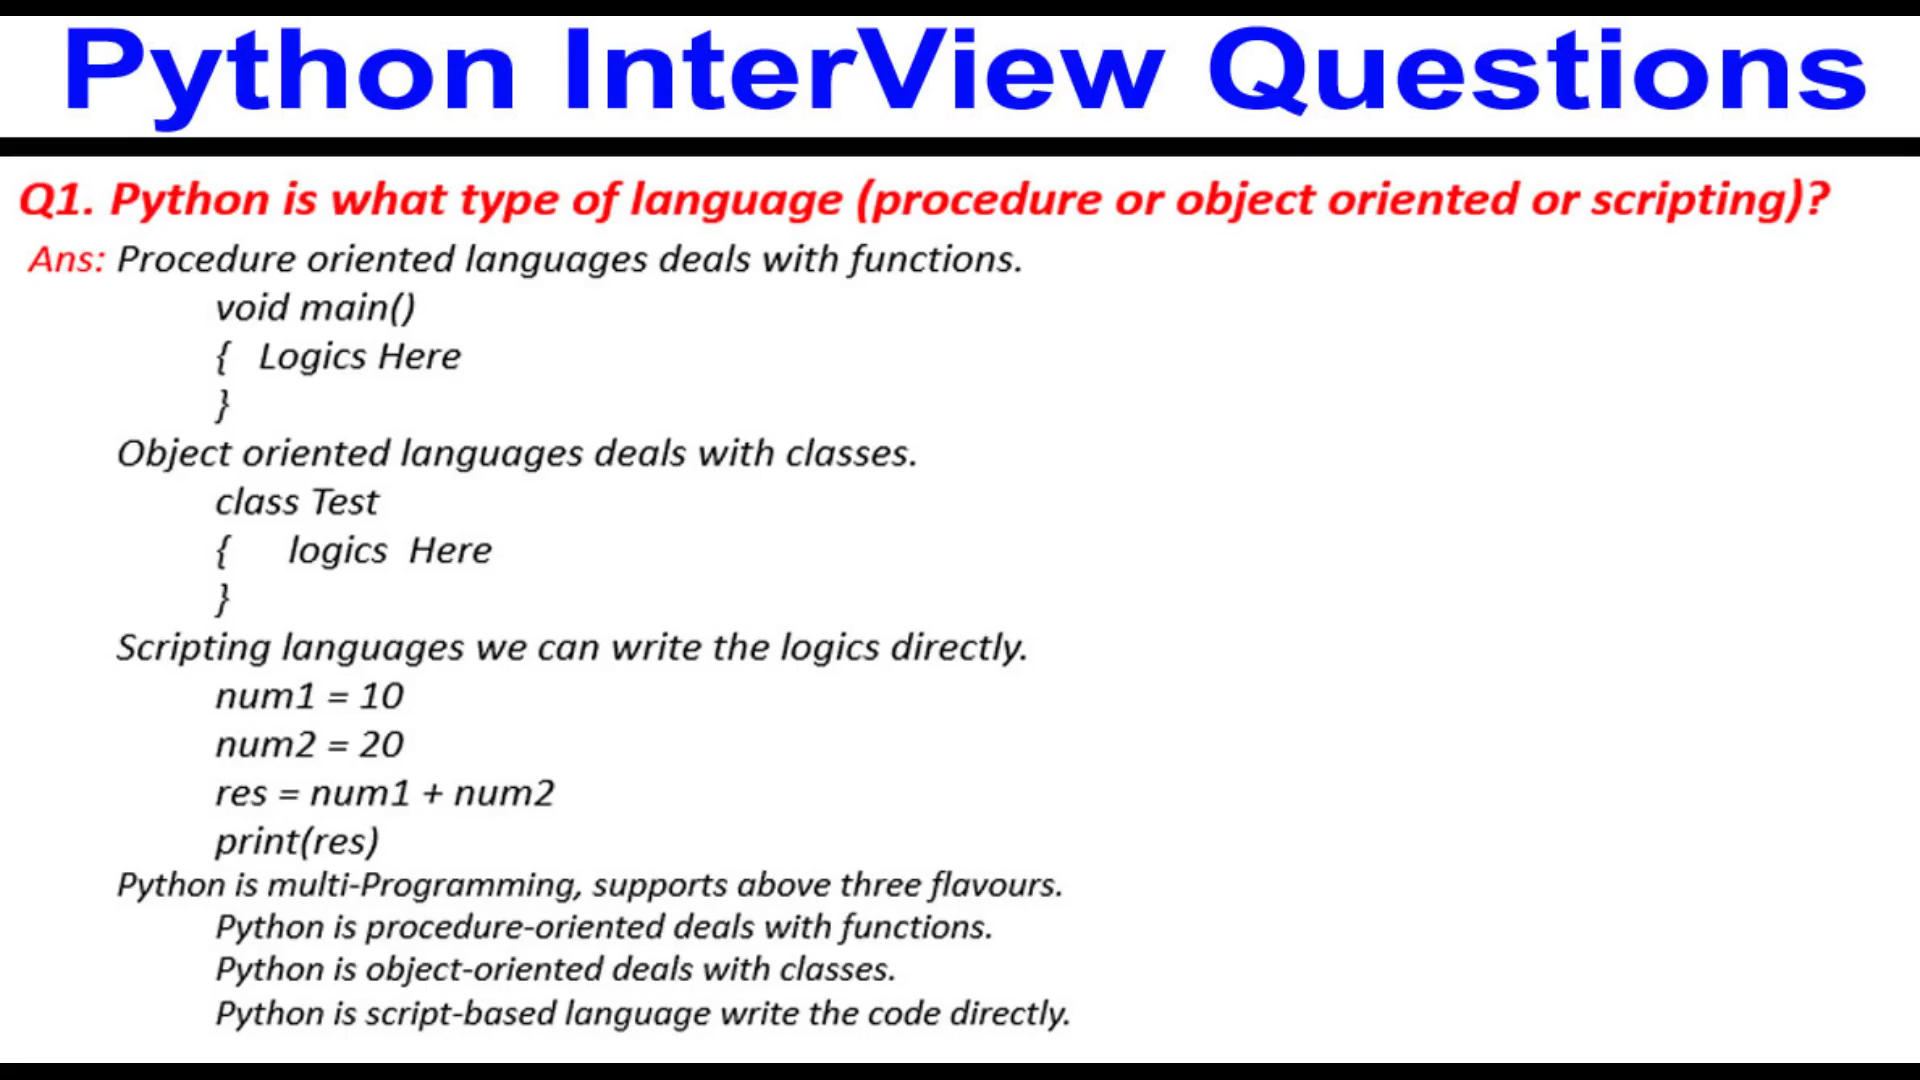 Python InterView Questions
Q1. Python is what type of language (procedure or object oriented or scripting)?
Ans: Procedure oriented languages deals with functions.
void main()
{ Logics Here
}
Object oriented languages deals with classes.
class Test
{ logics Here
}
Scripting languages we can write the logics directly.
num1 = 10
num2 = 20
res = num1 + num2
print(res)
Python is multi-Programming, supports above three flavours.
Python is procedure-oriented deals with functions.
Python is object-oriented deals with classes.
Python is script-based language write the code directly.